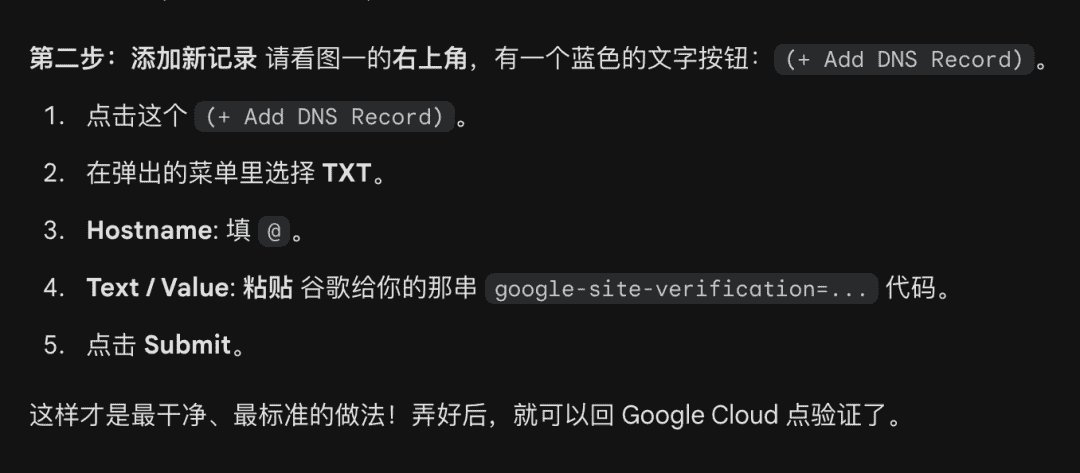 第二步：添加新记录 请看图一的右上角，有一个蓝色的文字按钮： (+ Add DNS Record) 。
1. 点击这个 (+ Add DNS Record) 。
2. 在弹出的菜单里选择 TXT。
3. Hostname: 填 @ 。
4. Text / Value: 粘贴 谷歌给你的那串 google-site-verification=... 代码。
5. 点击 Submit。
这样才是最干净、最标准的做法！弄好后，就可以回 Google Cloud 点验证了。